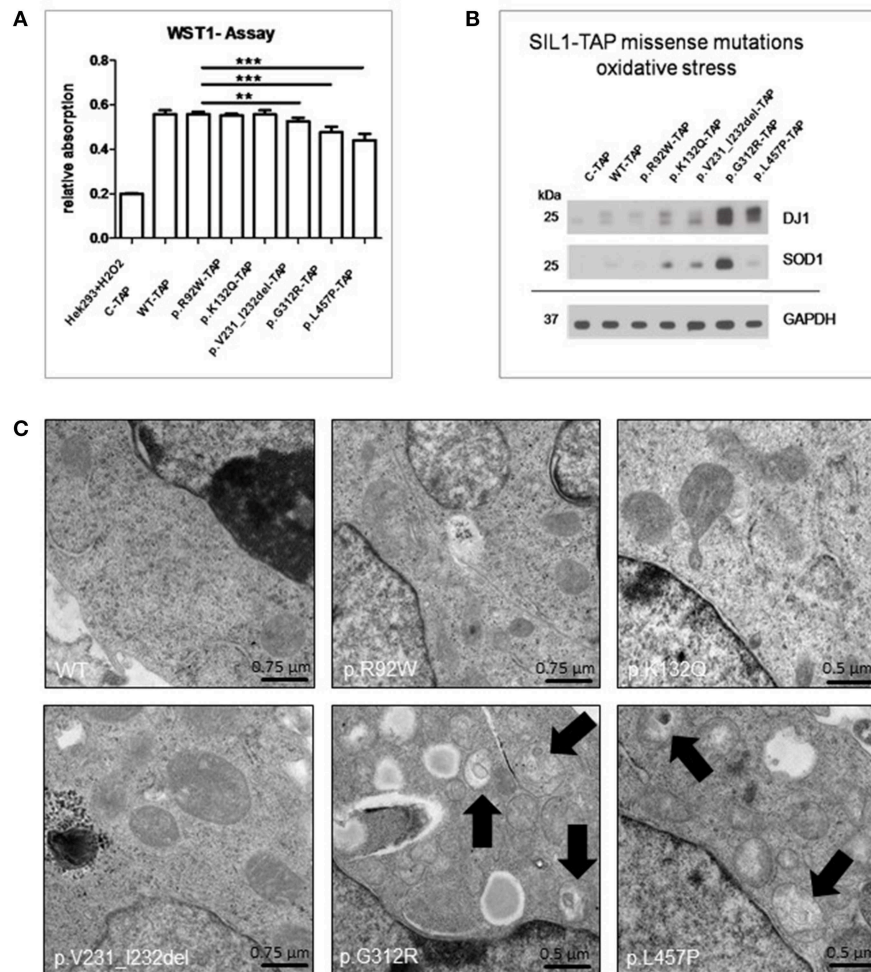 A
WST1- Assay
***
***
**
relative absorption
0.8
0.6
0.4
0.2
0.0
Hek293+H2O2
C-TAP
WT-TAP
p.R92W-TAP
p.K132Q-TAP
p.V231_I232del-TAP
p.G312R-TAP
p.L457P-TAP
B
SIL1-TAP missense mutations
oxidative stress
C-TAP
WT-TAP
p.R92W-TAP
p.K132Q-TAP
p.V231_I232del-TAP
p.G312R-TAP
p.L457P-TAP
kDa
25
DJ1
25
SOD1
37
GAPDH
C
WT
0.75 µm
p.R92W
0.75 µm
p.K132Q
0.5 µm
p.V231_I232del
0.75 µm
p.G312R
0.5 µm
p.L457P
0.5 µm